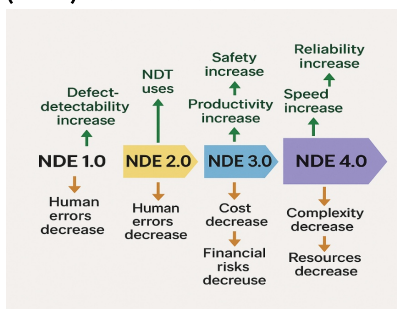 Defect-
detectability
increase
NDT
uses
Safety
increase
Productivity
increase
Reliability
increase
Speed
increase
NDE 1.0
NDE 2.0
NDE 3.0
NDE 4.0
Human
errors
decrease
Human
errors
decrease
Cost
decrease
Financial
risks
decreuse
Complexity
decrease
Resources
decrease